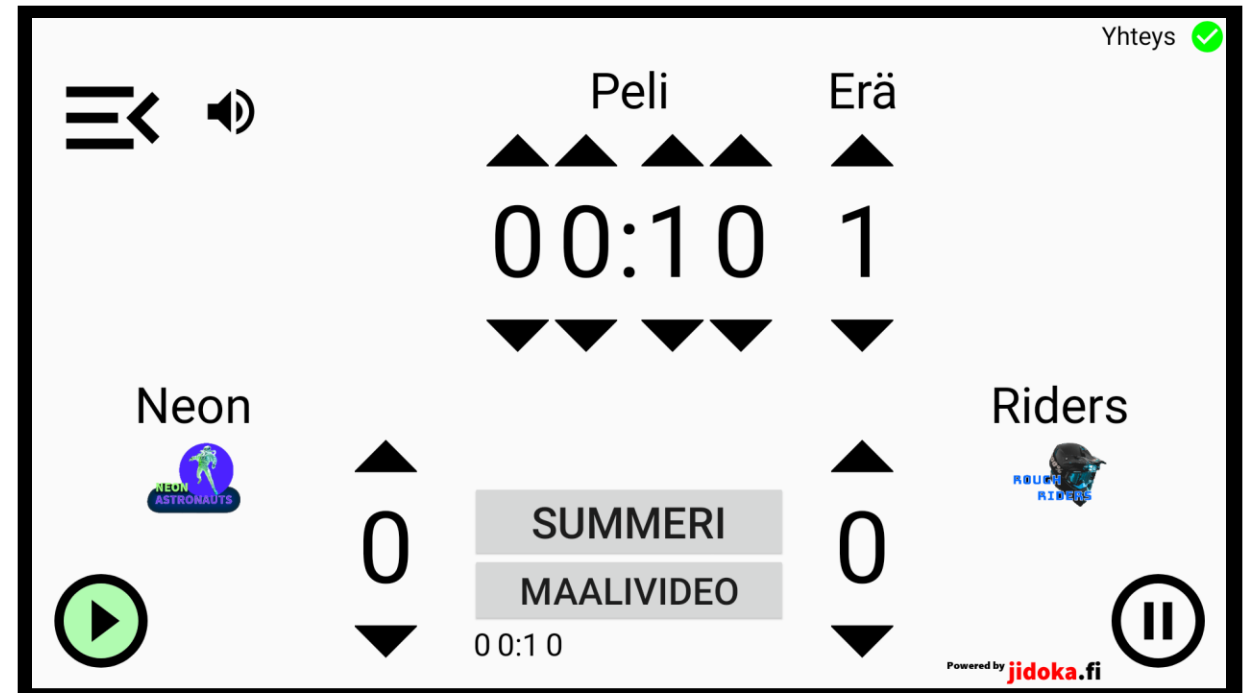 Yhteys
Peli Erä
00:10 1
Neon
Riders
NEON
ASTRONAUTS
ROUGH
RIDERS
0
SUMMERI
0
MAALIVIDEO
00:10
Powered by jidoka.fi